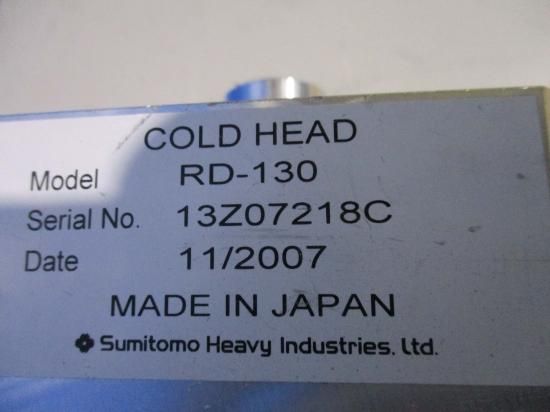 COLD HEAD
Model RD-130
Serial No. 13Z07218C
Date 11/2007
MADE IN JAPAN
Sumitomo Heavy Industries, Ltd.